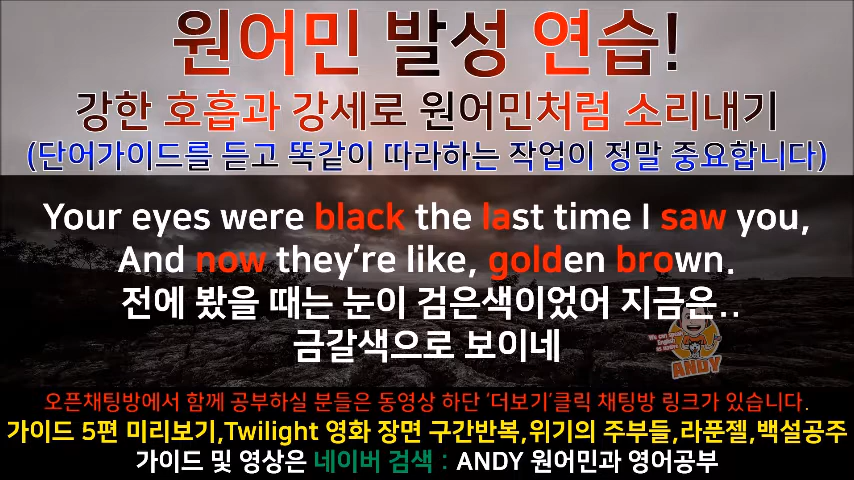 원어민 발성 연습!
강한 호흡과 강세로 원어민처럼 소리내기
(단어가이드를 듣고 똑같이 따라하는 작업이 정말 중요합니다)
Your eyes were black the last time I saw you,
And now they're like, golden brown.
전에 봤을 때는 눈이 검은색이었어 지금은..
금갈색으로 보이네
We can speak
English
as native
ANDY
오픈채팅방에서 함께 공부하실 분들은 동영상 하단 '더보기'클릭 채팅방 링크가 있습니다.
가이드 5편 미리보기,Twilight 영화 장면 구간반복,위기의 주부들,라푼젤,백설공주
가이드 및 영상은 네이버 검색 : ANDY 원어민과 영어공부